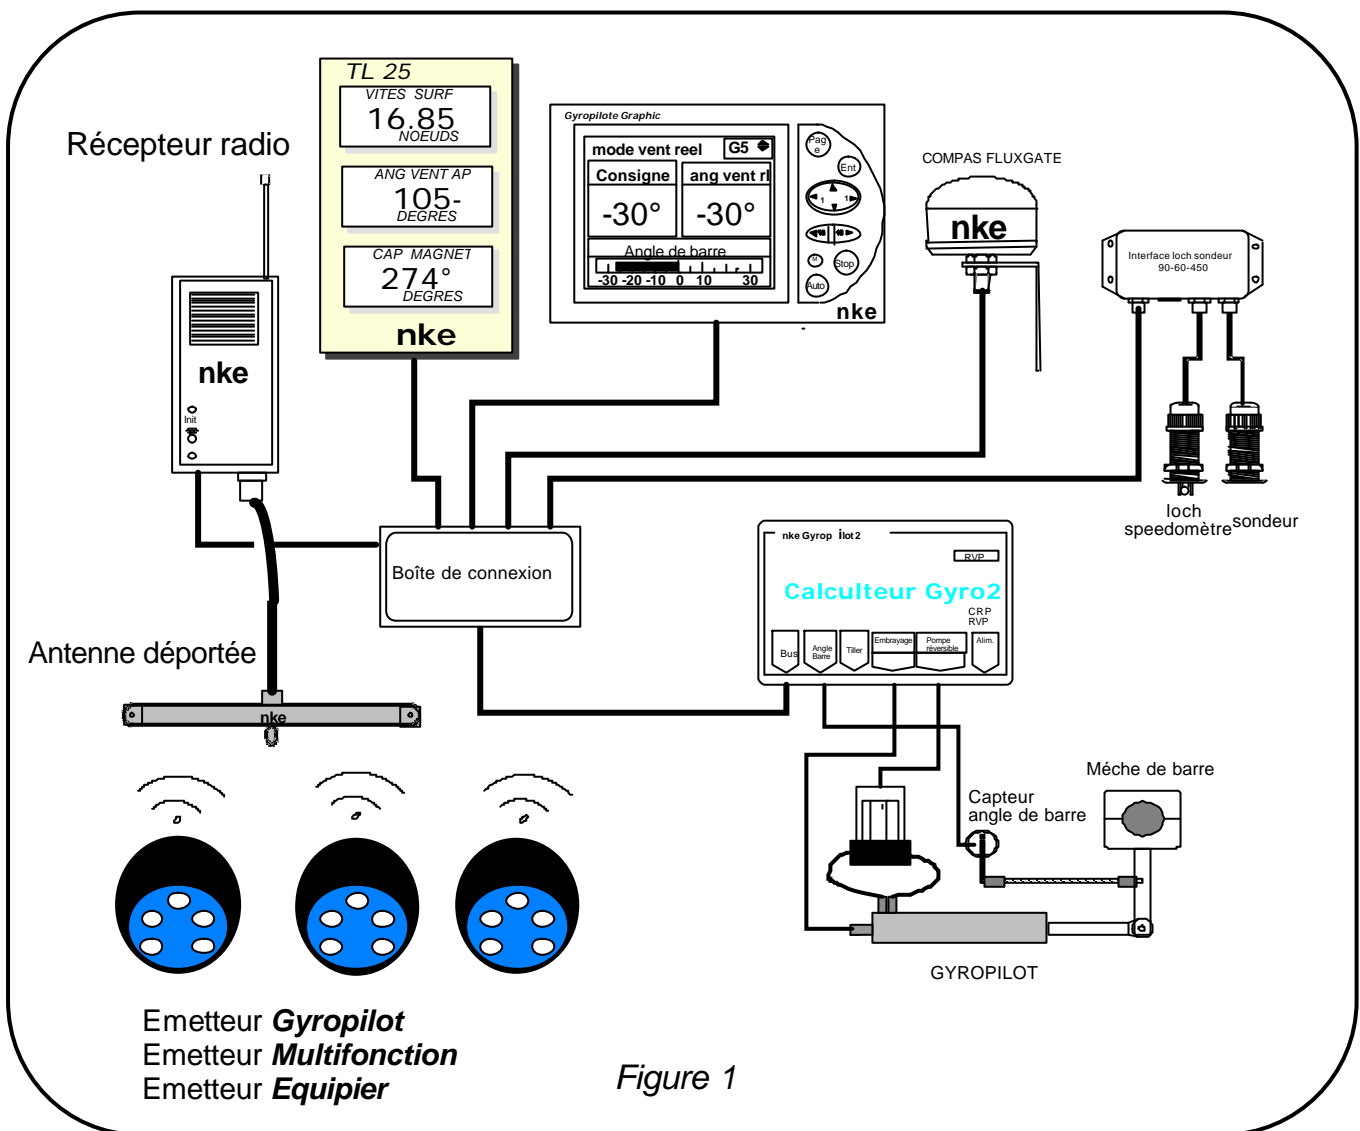 Récepteur radio
nke
Init
TL 25
VITES SURF
16.85
NOEUDS
ANG VENT AP
105-
DEGRES
CAP MAGNET
274°
DEGRES
nke
Gyropilote Graphic
mode vent reel
G5
Consigne
ang vent rl
-30°
-30°
Angle de barre
-30 -20 -10 0 10 30
Pag
e
Ent
1 1
M
Stop
Auto
nke
COMPAS FLUXGATE
nke
Interface loch sondeur
90-60-450
loch
speedomètre
sondeur
Boîte de connexion
nke Gyrop ilot2
RVP
Calculteur Gyro2
CRP
RVP
Bus
Angle
Barre
Tiller
Embrayage
Pompe
réversible
Alim.
Antenne déportée
nke
Capteur
angle de barre
Méche de barre
GYROPILOT
Emetteur Gyropilot
Emetteur Multifonction
Emetteur Equipier
Figure 1